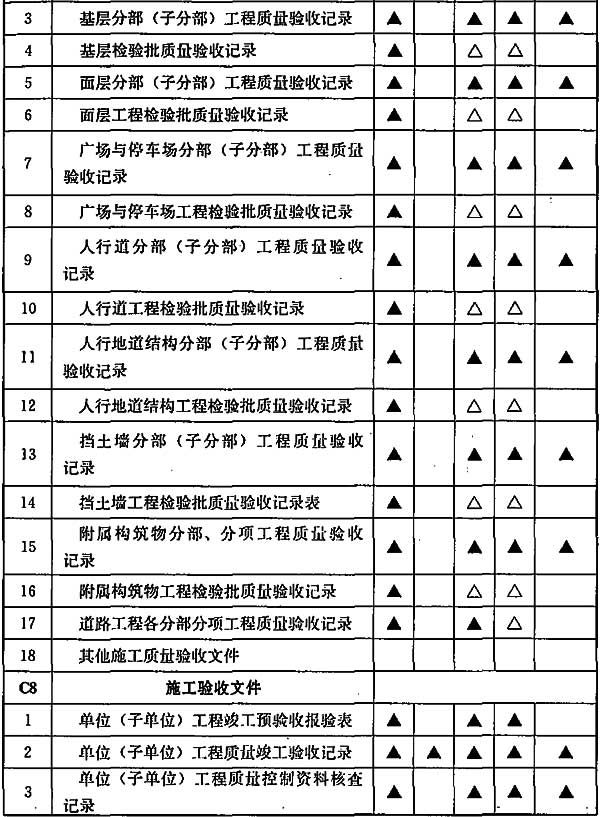 3 基层分部（子分部）工程质量验收记录 ▲ ▲ ▲ ▲
4 基层检验批质量验收记录 ▲ △ △
5 面层分部（子分部）工程质量验收记录 ▲ ▲ ▲ ▲
6 面层工程检验批质量验收记录 ▲ △ △
7 广场与停车场分部（子分部）工程质量
验收记录 ▲ ▲ ▲ ▲
8 广场与停车场工程检验批质量验收记录 ▲ △ △
9 人行道分部（子分部）工程质量验收
记录 ▲ ▲ ▲ ▲
10 人行道工程检验批质量验收记录 ▲ △ △
11 人行地道结构分部（子分部）工程质量
验收记录 ▲ ▲ ▲ ▲
12 人行地道结构工程检验批质量验收记录 ▲ △ △
13 挡土墙分部（子分部）工程质量验收
记录 ▲ ▲ ▲ ▲
14 挡土墙工程检验批质量验收记录表 ▲ △ △
15 附属构筑物分部、分项工程质量验收
记录 ▲ ▲ ▲ ▲
16 附属构筑物工程检验批质量验收记录 ▲ △ △
17 道路工程各分部分项工程质量验收记录 ▲ ▲ △
18 其他施工质量验收文件
C8 施工验收文件
1 单位（子单位）工程竣工预验收报验表 ▲ ▲ ▲
2 单位（子单位）工程质量竣工验收记录 ▲ ▲ ▲ ▲ ▲
3 单位（子单位）工程质量控制资料核查
记录 ▲ ▲ ▲ ▲